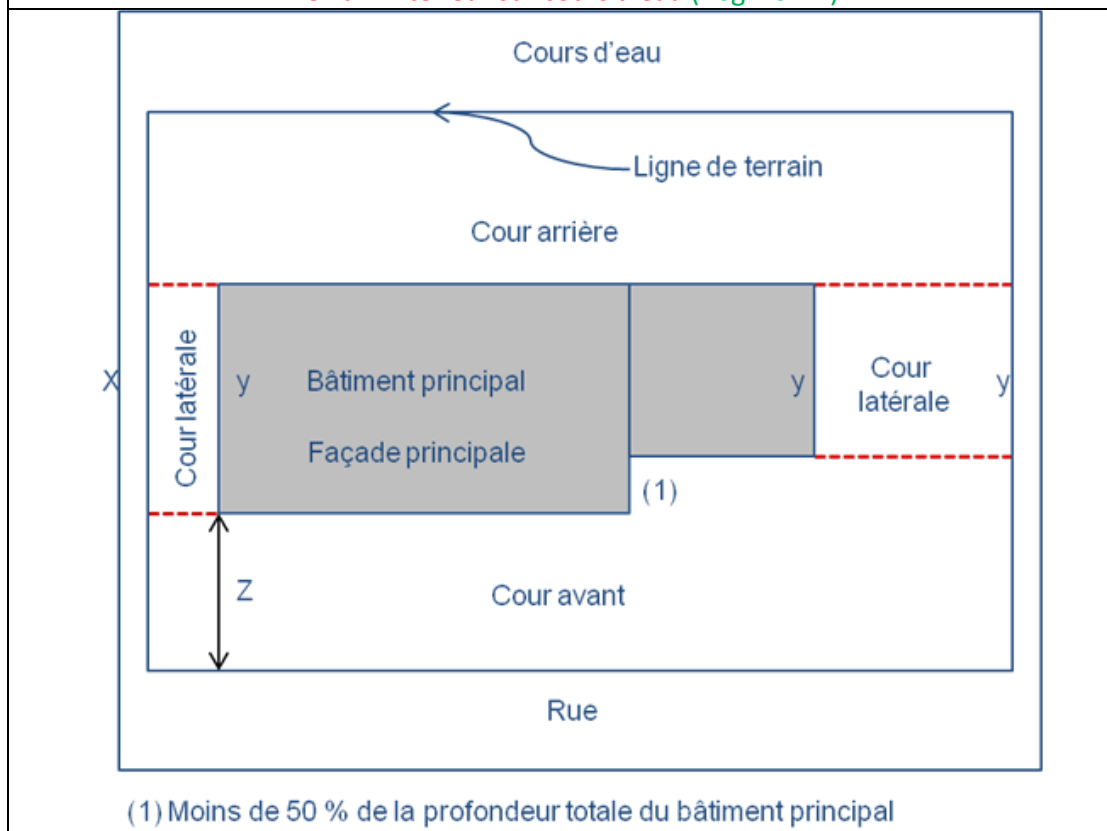 Cours d'eau
Ligne de terrain
Cour arrière
Cour latérale
X
y
Bâtiment principal
Façade principale
y
Cour
latérale
y
(1)
Z
Cour avant
Rue
(1) Moins de 50 % de la profondeur totale du bâtiment principal